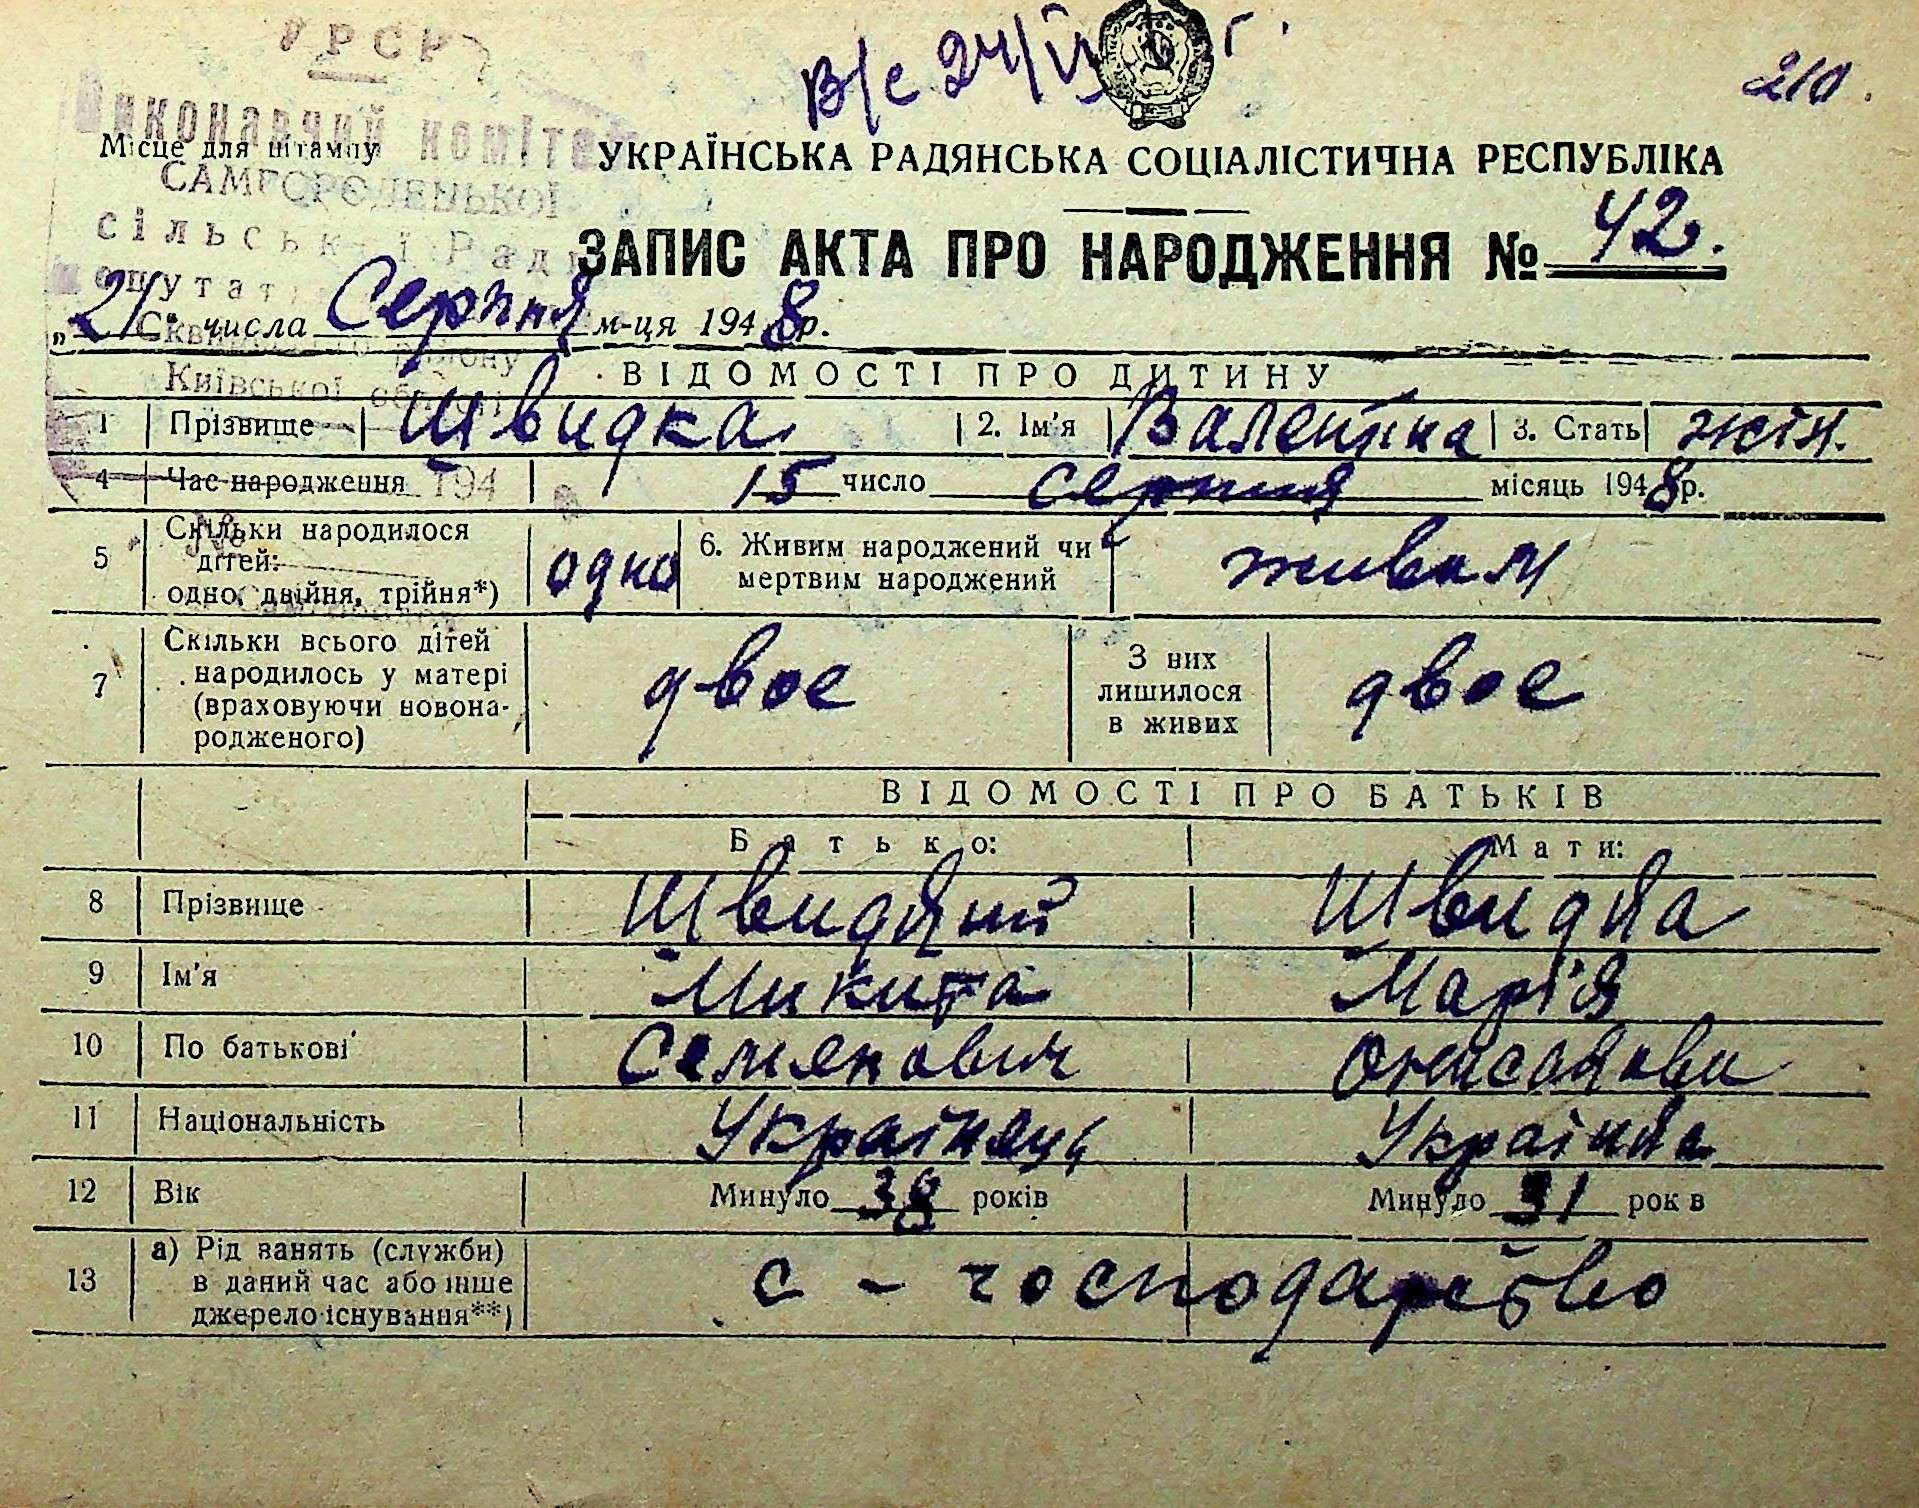 УРСР
В/с 24/
210.
Виконавчий комітет
Місце для штампу
УКРАЇНСЬКА РАДЯНСЬКА СОЦІАЛІСТИЧНА РЕСПУБЛІКА
САМГОРОДЕЦЬКОЇ
сільської Ради
ЗАПИС АКТА ПРО НАРОДЖЕННЯ № 42.
депутат
„21" числа Серпня м-ця 1948 р.
Сквирського району
Київської області
ВІДОМОСТІ ПРО ДИТИНУ
1 Прізвище Швидка 2. Ім'я Валентина 3. Стать жін.
4 Час народження 15 число серпня місяць 1948 р.
194
5 Скільки народилося дітей: одно, двійня, трійня*) одно 6. Живим народжений чи мертвим народжений живим
7 Скільки всього дітей народилось у матері (враховуючи новонародженого) двое З них лишилося в живих двое
ВІДОМОСТІ ПРО БАТЬКІВ
Батько: Мати:
8 Прізвище Швидкий Швидка
9 Ім'я Микита Марія
10 По батькові Семенович
11 Національність Українець Українка
12 Вік Минуло 38 років Минуло 31 рок в
13 а) Рід занять (служби) в даний час або інше джерело існування**) с - господарство